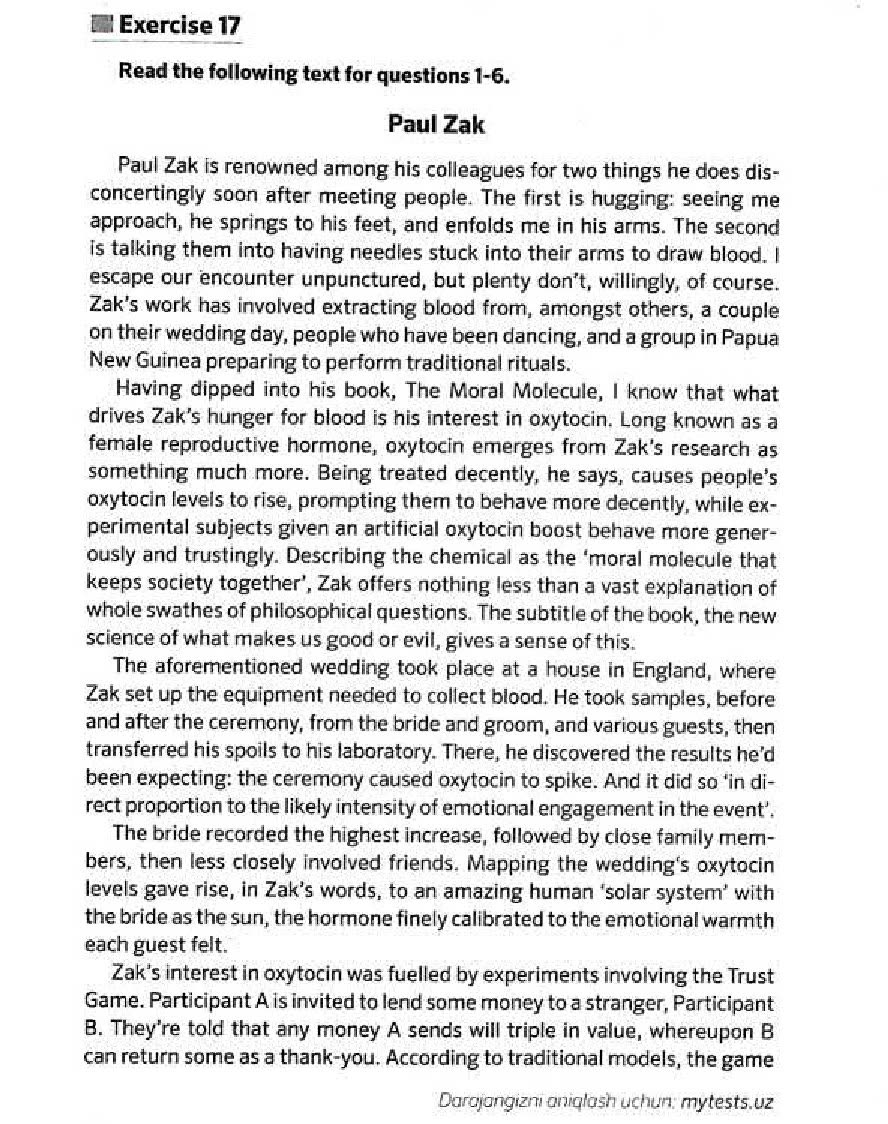 Exercise 17
Read the following text for questions 1-6.
Paul Zak
Paul Zak is renowned among his colleagues for two things he does dis-
concertingly soon after meeting people. The first is hugging: seeing me
approach, he springs to his feet, and enfolds me in his arms. The second
is talking them into having needles stuck into their arms to draw blood. I
escape our encounter unpunctured, but plenty don't, willingly, of course.
Zak's work has involved extracting blood from, amongst others, a couple
on their wedding day, people who have been dancing, and a group in Papua
New Guinea preparing to perform traditional rituals.
Having dipped into his book, The Moral Molecule, I know that what
drives Zak's hunger for blood is his interest in oxytocin. Long known as a
female reproductive hormone, oxytocin emerges from Zak's research as
something much more. Being treated decently, he says, causes people's
oxytocin levels to rise, prompting them to behave more decently, while ex-
perimental subjects given an artificial oxytocin boost behave more gener-
ously and trustingly. Describing the chemical as the 'moral molecule that
keeps society together', Zak offers nothing less than a vast explanation of
whole swathes of philosophical questions. The subtitle of the book, the new
science of what makes us good or evil, gives a sense of this.
The aforementioned wedding took place at a house in England, where
Zak set up the equipment needed to collect blood. He took samples, before
and after the ceremony, from the bride and groom, and various guests, then
transferred his spoils to his laboratory. There, he discovered the results he'd
been expecting: the ceremony caused oxytocin to spike. And it did so 'in di-
rect proportion to the likely intensity of emotional engagement in the event'.
The bride recorded the highest increase, followed by close family mem-
bers, then less closely involved friends. Mapping the wedding's oxytocin
levels gave rise, in Zak's words, to an amazing human 'solar system' with
the bride as the sun, the hormone finely calibrated to the emotional warmth
each guest felt.
Zak's interest in oxytocin was fuelled by experiments involving the Trust
Game. Participant A is invited to lend some money to a stranger, Participant
B. They're told that any money A sends will triple in value, whereupon B
can return some as a thank-you. According to traditional models, the game
Darajangizni aniqlash uchun: mytests.uz